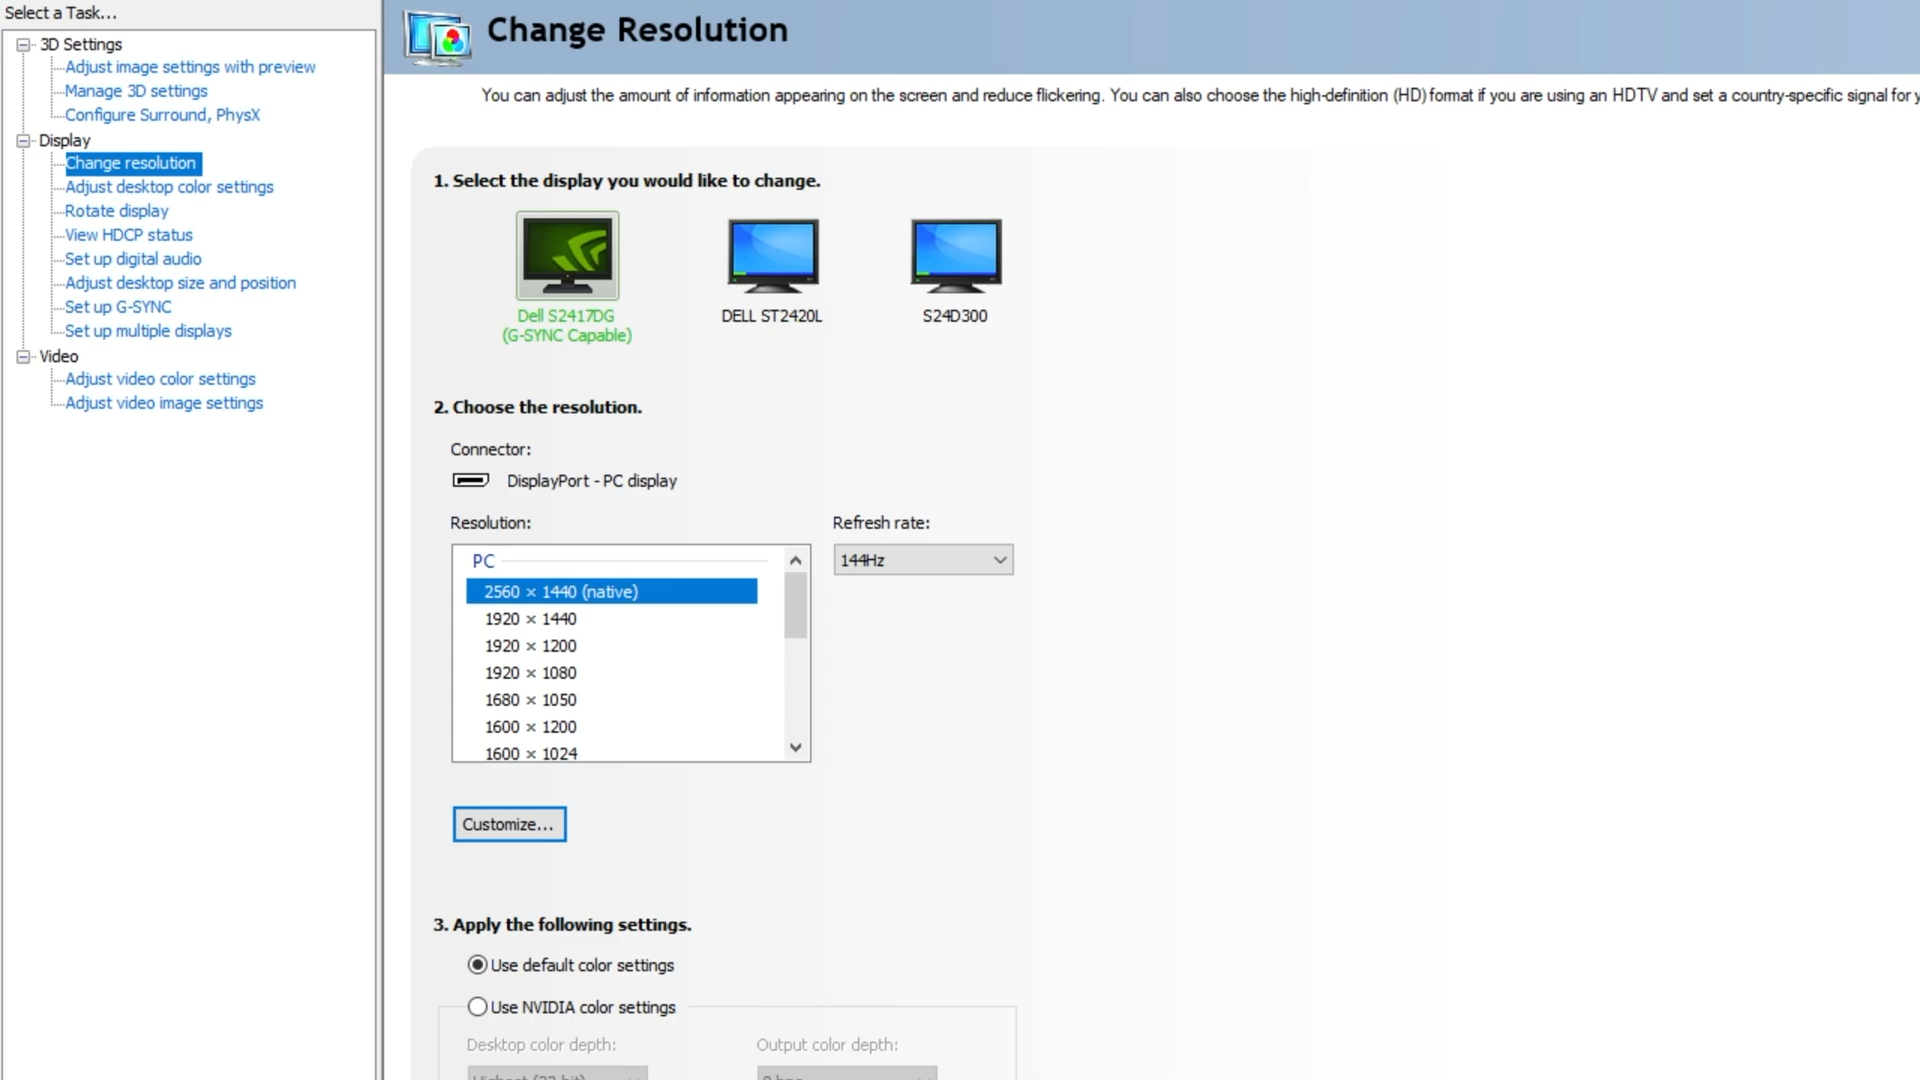 Select a Task...
3D Settings
Adjust image settings with preview
Manage 3D settings
Configure Surround, PhysX
Display
Change resolution
Adjust desktop color settings
Rotate display
View HDCP status
Set up digital audio
Adjust desktop size and position
Set up G-SYNC
Set up multiple displays
Video
Adjust video color settings
Adjust video image settings
Change Resolution
You can adjust the amount of information appearing on the screen and reduce flickering. You can also choose the high-definition (HD) format if you are using an HDTV and set a country-specific signal for
1. Select the display you would like to change.
Dell S2417DG
(G-SYNC Capable)
DELL ST2420L
S24D300
2. Choose the resolution.
Connector:
DisplayPort - PC display
Resolution:
Refresh rate:
PC
144Hz
2560 × 1440 (native)
1920 × 1440
1920 × 1200
1920 × 1080
1680 × 1050
1600 × 1200
1600 × 1024
Customize...
3. Apply the following settings.
Use default color settings
Use NVIDIA color settings
Desktop color depth:
Output color depth: